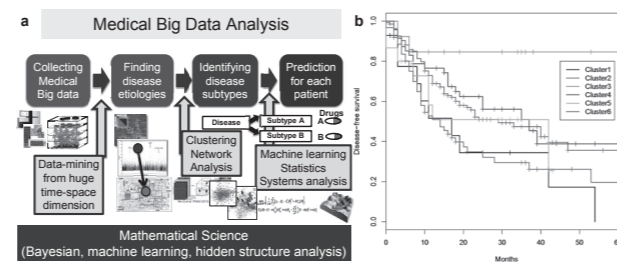 a
Medical Big Data Analysis
Collecting
Medical
Big data
Finding
disease
etiologies
Identifying
disease
subtypes
Prediction
for each
patient
Disease
Subtype A
Subtype B
Drugs
A
B
Data-mining
from huge
time-space
dimension
Clustering
Network
Analysis
Machine learning
Statistics
Systems analysis
Mathematical Science
(Bayesian, machine learning, hidden structure analysis)
b
Disease-free survival
1.0
0.8
0.6
0.4
0.2
0.0
Cluster1
Cluster2
Cluster3
Cluster4
Cluster5
Cluster6
0
10
20
30
40
50
60
Months